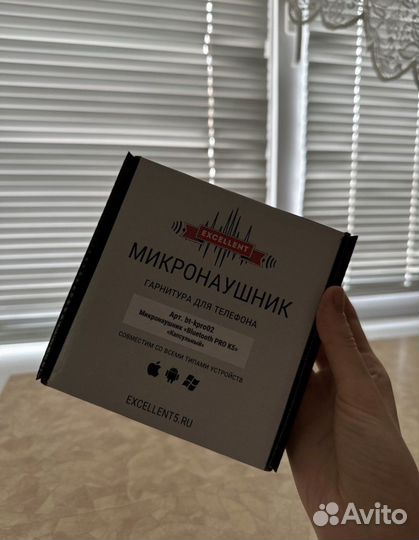 EXCELLENT
МИКРОНАУШНИК
ГАРНИТУРА ДЛЯ ТЕЛЕФОНА
Арт. bt-kpro02
Микронаушник «Bluetooth PRO K5»
«Капсульный»
СОВМЕСТИМ СО ВСЕМИ ТИПАМИ УСТРОЙСТВ
EXCELLENT5.RU
Avito